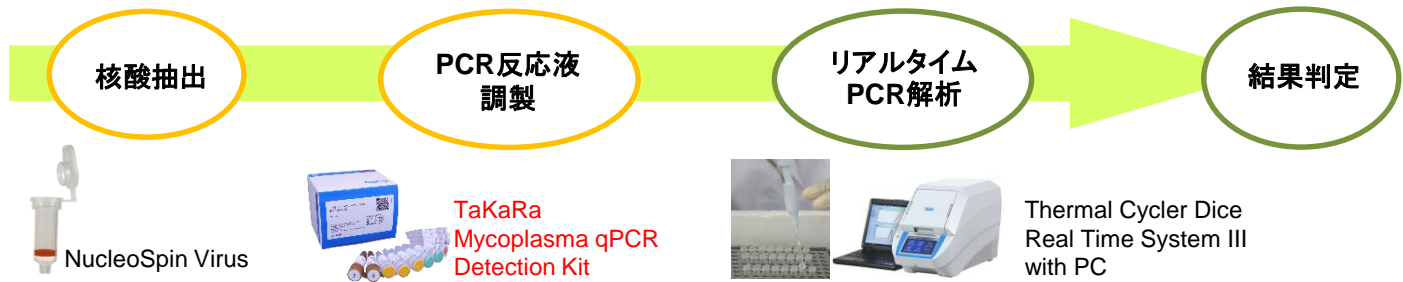 核酸抽出
PCR反応液
調製
リアルタイム
PCR解析
結果判定
NucleoSpin Virus
TaKaRa
Mycoplasma qPCR
Detection Kit
Thermal Cycler Dice
Real Time System III
with PC